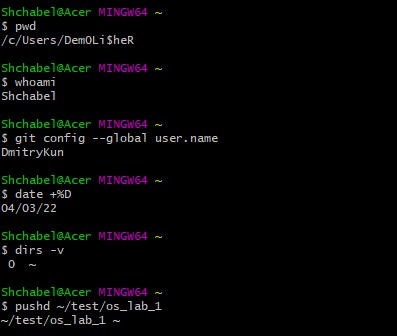 Shchabel@Acer MINGW64 ~
$ pwd
/c/Users/DemOLi$heR
Shchabel@Acer MINGW64 ~
$ whoami
Shchabel
Shchabel@Acer MINGW64 ~
$ git config --global user.name
DmitryKun
Shchabel@Acer MINGW64 ~
$ date +%D
04/03/22
Shchabel@Acer MINGW64 ~
$ dirs -v
 0  ~
Shchabel@Acer MINGW64 ~
$ pushd ~/test/os_lab_1
~/test/os_lab_1 ~